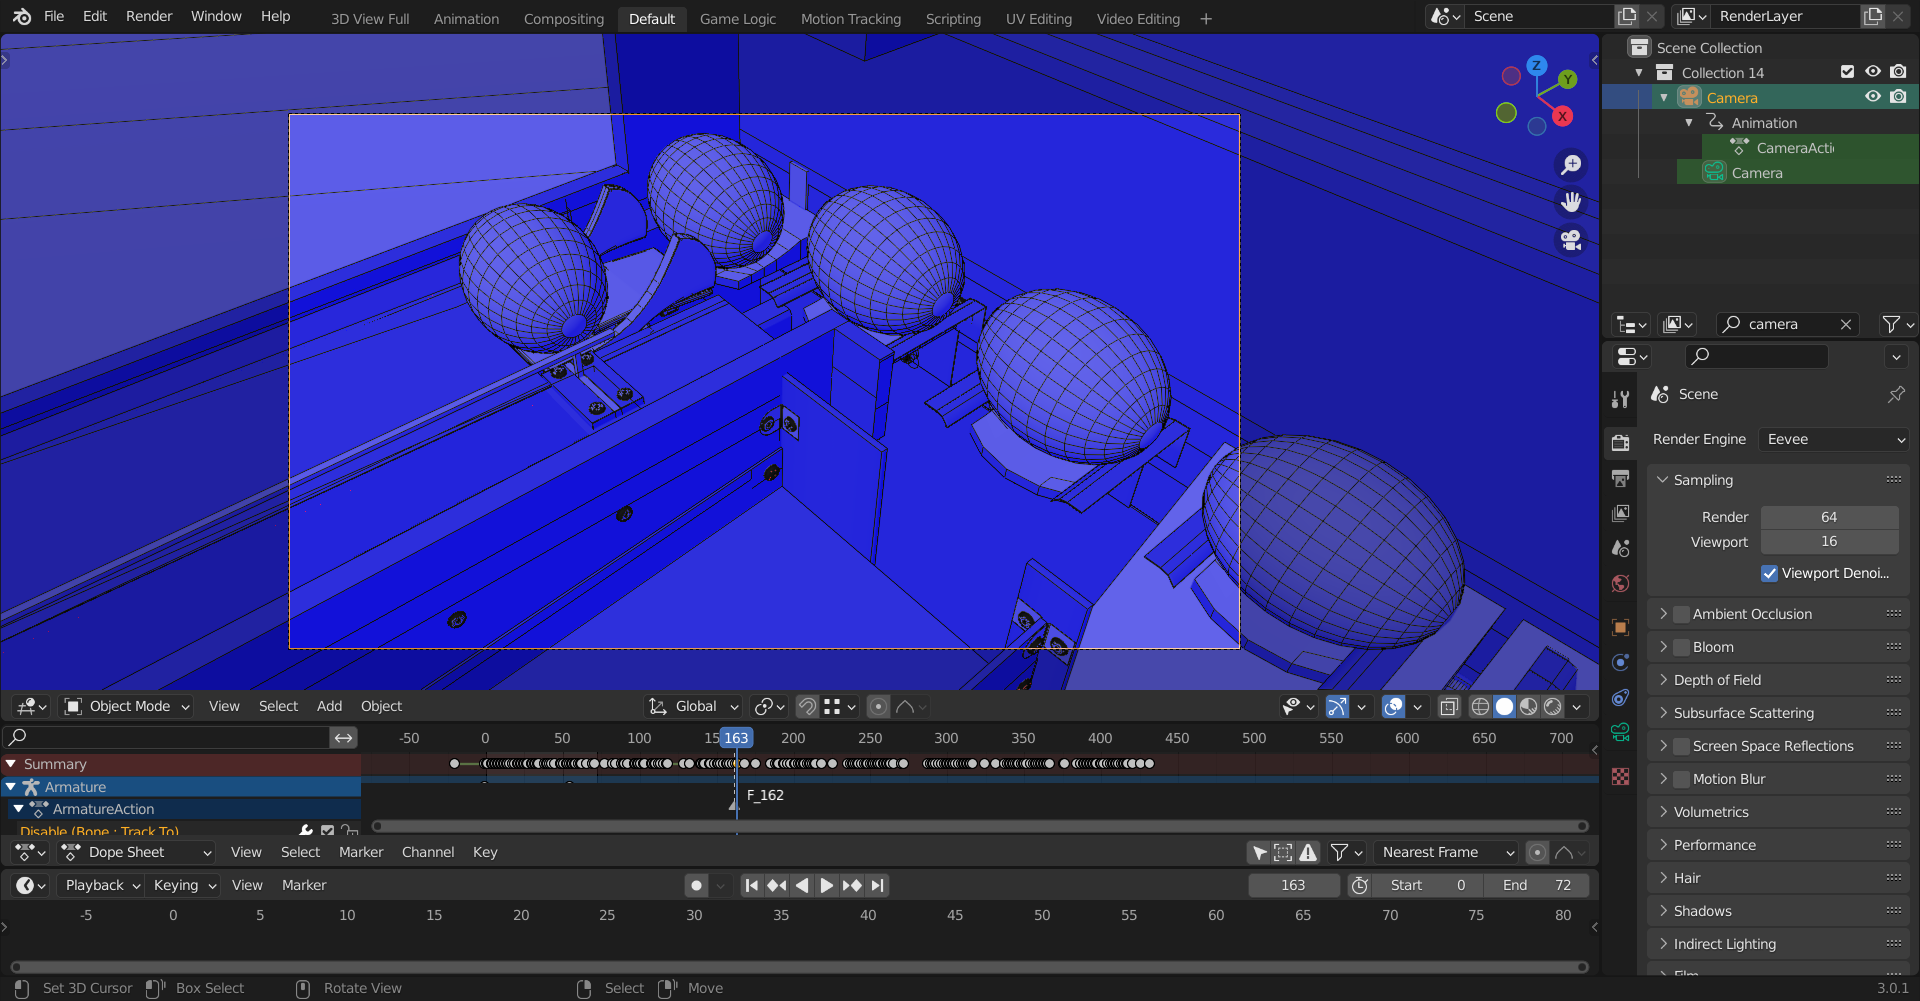 File Edit Render Window Help 3D View Full Animation Compositing Default Game Logic Motion Tracking Scripting UV Editing Video Editing + Scene RenderLayer
Scene Collection
Collection 14
Camera
Animation
CameraActi
Camera
camera
Scene
Render Engine Eevee
Sampling
Render 64
Viewport 16
Viewport Denoi...
Ambient Occlusion
Bloom
Depth of Field
Subsurface Scattering
Screen Space Reflections
Motion Blur
Volumetrics
Performance
Hair
Shadows
Indirect Lighting
Film
Z
Y
X
Object Mode View Select Add Object Global
-50 0 50 100 15 163 200 250 300 350 400 450 500 550 600 650 700
Summary
Armature
F_162
ArmatureAction
Disable (Bone : Track To)
Dope Sheet View Select Marker Channel Key Nearest Frame
Playback Keying View Marker 163 Start 0 End 72
-5 0 5 10 15 20 25 30 35 40 45 50 55 60 65 70 75 80
Set 3D Cursor Box Select Rotate View Select Move 3.0.1